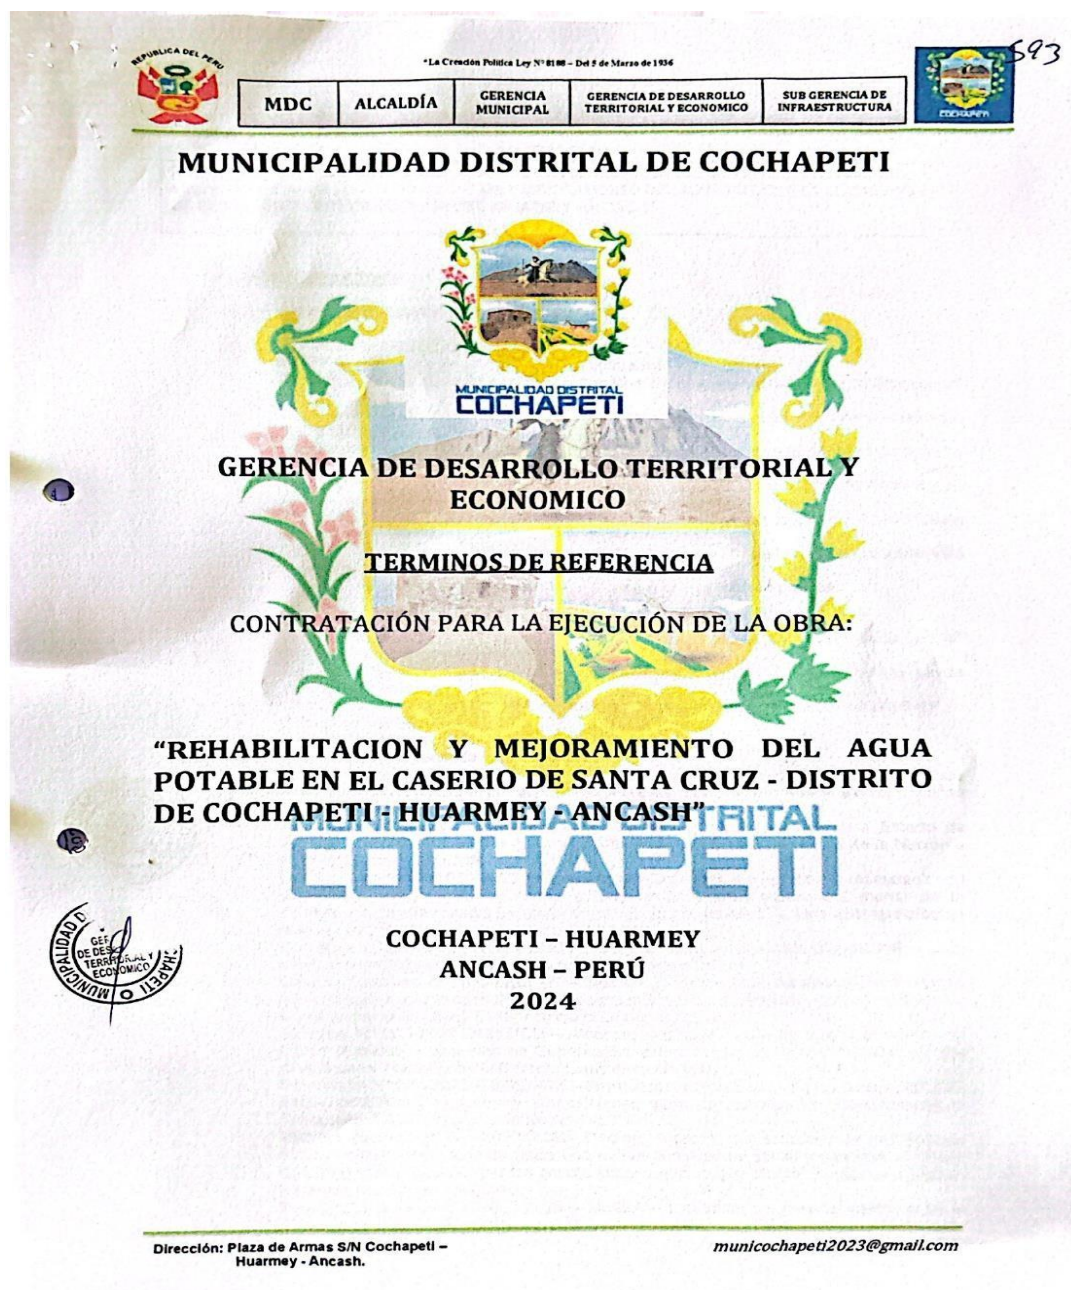 REPUBLICA DEL PERU
"La Creación Política Ley Nº 8188 – Del 5 de Marzo de 1936
593
MDC
ALCALDÍA
GERENCIA MUNICIPAL
GERENCIA DE DESARROLLO TERRITORIAL Y ECONOMICO
SUB GERENCIA DE INFRAESTRUCTURA
COCHAPETI
MUNICIPALIDAD DISTRITAL DE COCHAPETI
MUNICIPALIDAD DISTRITAL
COCHAPETI
GERENCIA DE DESARROLLO TERRITORIAL Y
ECONOMICO
TERMINOS DE REFERENCIA
CONTRATACIÓN PARA LA EJECUCIÓN DE LA OBRA:
"REHABILITACION Y MEJORAMIENTO DEL AGUA
POTABLE EN EL CASERIO DE SANTA CRUZ - DISTRITO
DE COCHAPETI - HUARMEY - ANCASH"
MUNICIPALIDAD DISTRITAL
COCHAPETI
COCHAPETI – HUARMEY
ANCASH – PERÚ
2024
MUNICIPALIDAD D
TERRITORIAL Y
ECONOMICO
Dirección: Plaza de Armas S/N Cochapeti –
Huarmey - Ancash.
municochapeti2023@gmail.com